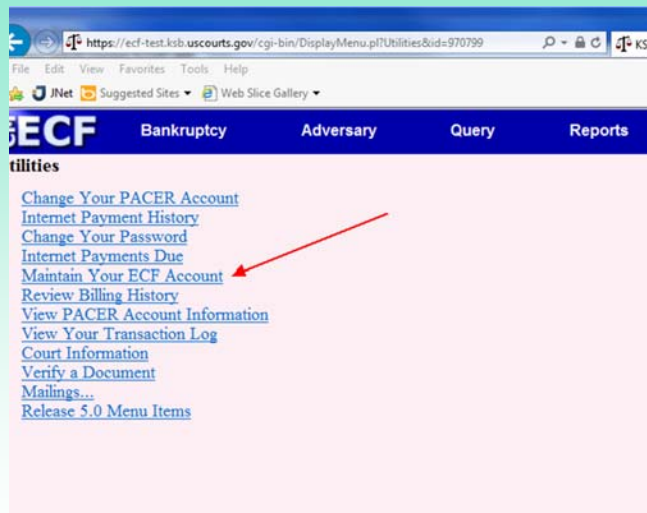 https://ecf-test.ksb.uscourts.gov/cgi-bin/DisplayMenu.pl?Utilities&id=970799 KS
File Edit View Favorites Tools Help
JNet Suggested Sites Web Slice Gallery
ECF Bankruptcy Adversary Query Reports
tilities
Change Your PACER Account
Internet Payment History
Change Your Password
Internet Payments Due
Maintain Your ECF Account
Review Billing History
View PACER Account Information
View Your Transaction Log
Court Information
Verify a Document
Mailings...
Release 5.0 Menu Items